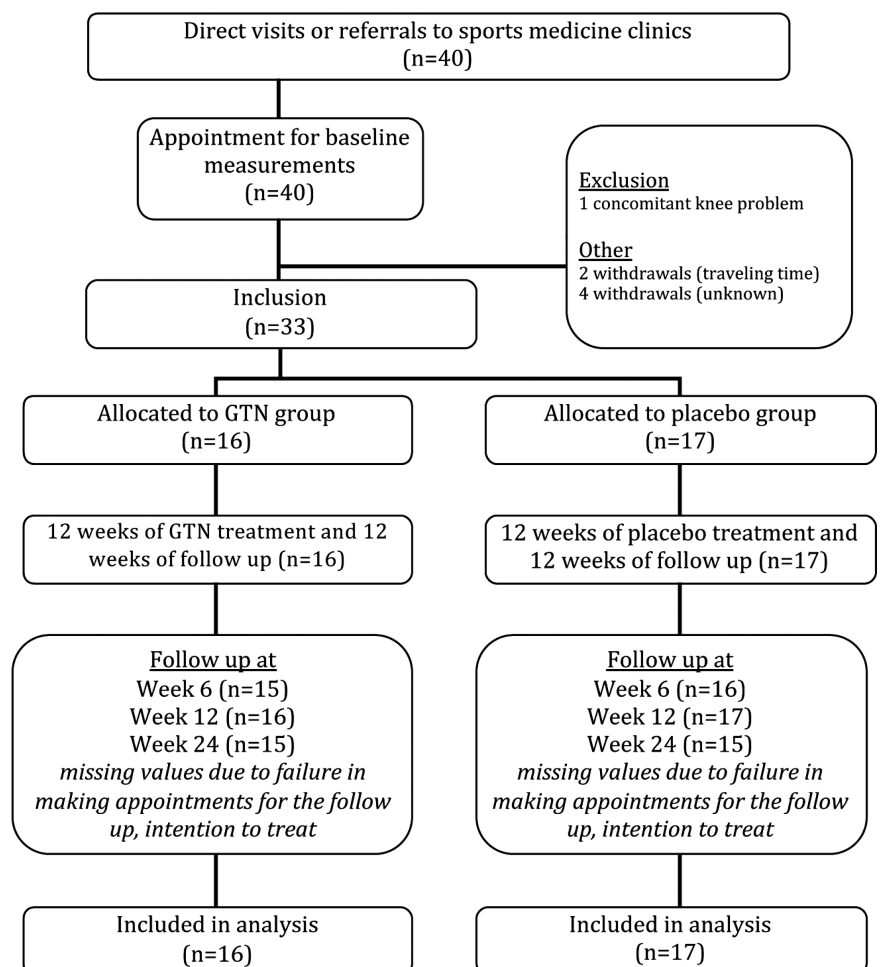 Direct visits or referrals to sports medicine clinics
(n=40)
Appointment for baseline
measurements
(n=40)
Exclusion
1 concomitant knee problem
Other
2 withdrawals (traveling time)
4 withdrawals (unknown)
Inclusion
(n=33)
Allocated to GTN group
(n=16)
Allocated to placebo group
(n=17)
12 weeks of GTN treatment and 12
weeks of follow up (n=16)
12 weeks of placebo treatment and
12 weeks of follow up (n=17)
Follow up at
Week 6 (n=15)
Week 12 (n=16)
Week 24 (n=15)
missing values due to failure in
making appointments for the follow
up, intention to treat
Follow up at
Week 6 (n=16)
Week 12 (n=17)
Week 24 (n=15)
missing values due to failure in
making appointments for the follow
up, intention to treat
Included in analysis
(n=16)
Included in analysis
(n=17)